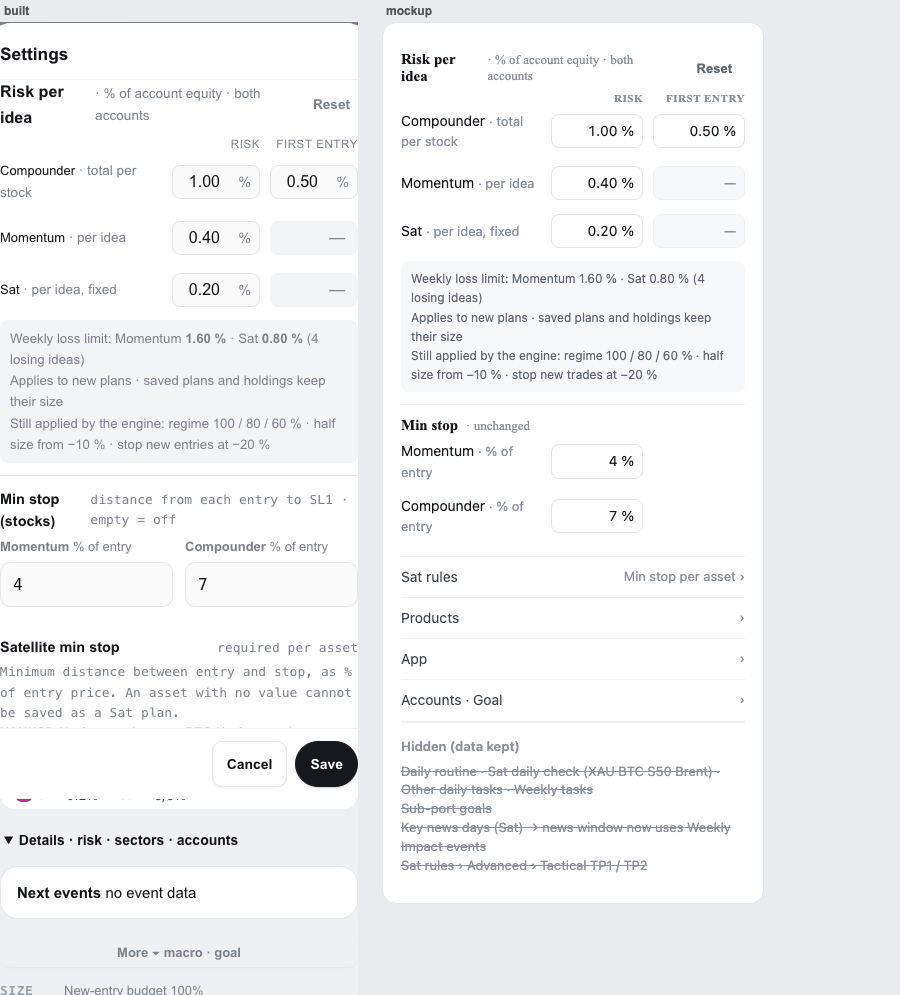 built
Settings
Risk per idea · % of account equity · both accounts Reset
RISK FIRST ENTRY
Compounder · total per stock 1.00 % 0.50 %
Momentum · per idea 0.40 % —
Sat · per idea, fixed 0.20 % —
Weekly loss limit: Momentum 1.60 % · Sat 0.80 % (4
losing ideas)
Applies to new plans · saved plans and holdings keep
their size
Still applied by the engine: regime 100 / 80 / 60 % · half
size from −10 % · stop new entries at −20 %
Min stop (stocks) distance from each entry to SL1 · empty = off
Momentum % of entry Compounder % of entry
4 7
Satellite min stop required per asset
Minimum distance between entry and stop, as %
of entry price. An asset with no value cannot
be saved as a Sat plan.
Cancel Save
▼ Details · risk · sectors · accounts
Next events no event data
More ▾ macro · goal
SIZE New-entry budget 100%
mockup
Risk per idea · % of account equity · both accounts Reset
RISK FIRST ENTRY
Compounder · total per stock 1.00 % 0.50 %
Momentum · per idea 0.40 % —
Sat · per idea, fixed 0.20 % —
Weekly loss limit: Momentum 1.60 % · Sat 0.80 % (4
losing ideas)
Applies to new plans · saved plans and holdings keep
their size
Still applied by the engine: regime 100 / 80 / 60 % · half
size from −10 % · stop new trades at −20 %
Min stop · unchanged
Momentum · % of entry 4 %
Compounder · % of entry 7 %
Sat rules Min stop per asset ›
Products ›
App ›
Accounts · Goal ›
Hidden (data kept)
Daily routine · Sat daily check (XAU BTC S50 Brent) ·
Other daily tasks · Weekly tasks
Sub-port goals
Key news days (Sat) → news window now uses Weekly
Impact events
Sat rules › Advanced › Tactical TP1 / TP2